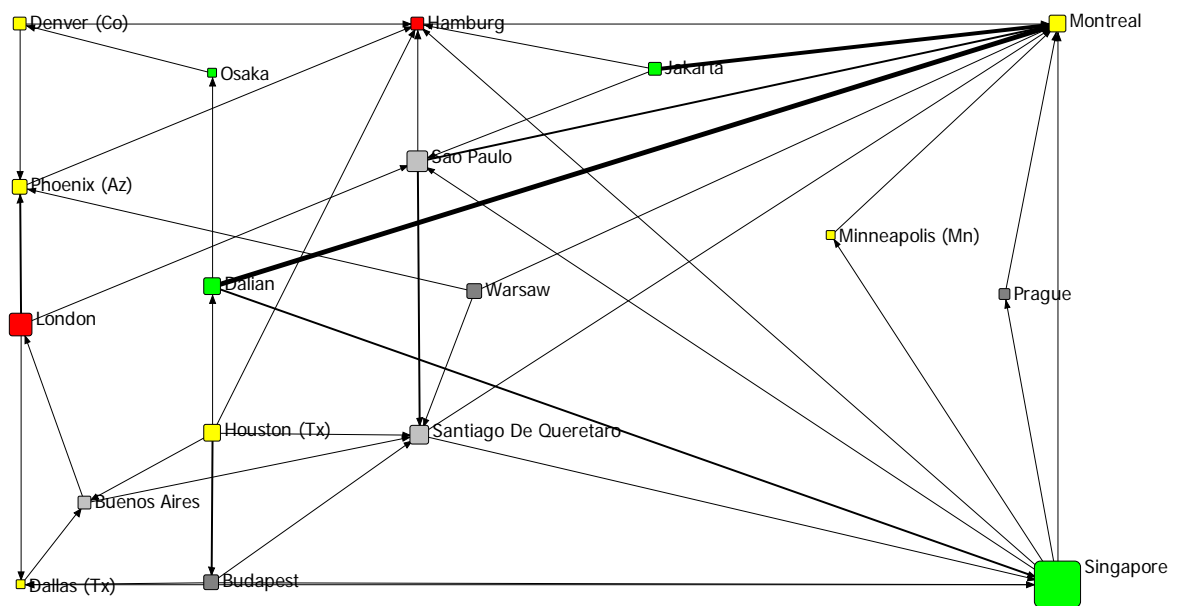 Denver (Co)
Hamburg
Montreal
Osaka
Jakarta
Sao Paulo
Phoenix (Az)
Minneapolis (Mn)
Dalian
Warsaw
Prague
London
Houston (Tx)
Santiago De Queretaro
Buenos Aires
Singapore
Dallas (Tx)
Budapest